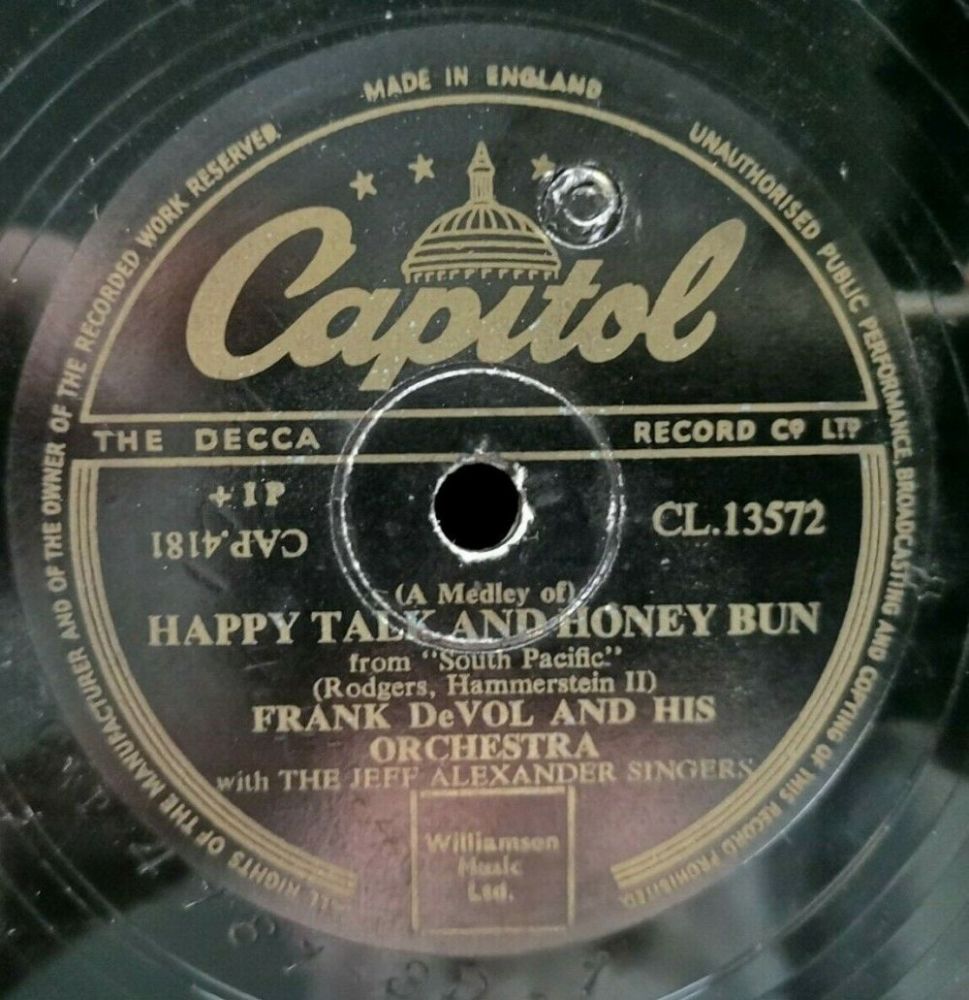 MADE IN ENGLAND
UNAUTHORISED PUBLIC PERFORMANCE, BROADCASTING AND COPYING OF THIS RECORD PROHIBITED.
ALL RIGHTS OF THE MANUFACTURER AND OF THE OWNER OF THE RECORDED WORK RESERVED.
Capitol
THE DECCA RECORD Co LTD
+1P
CAP.4181
CL.13572
(A Medley of)
HAPPY TALK AND HONEY BUN
from "South Pacific"
(Rodgers, Hammerstein II)
FRANK DeVOL AND HIS
ORCHESTRA
with THE JEFF ALEXANDER SINGERS
Williamson
Music
Ltd.